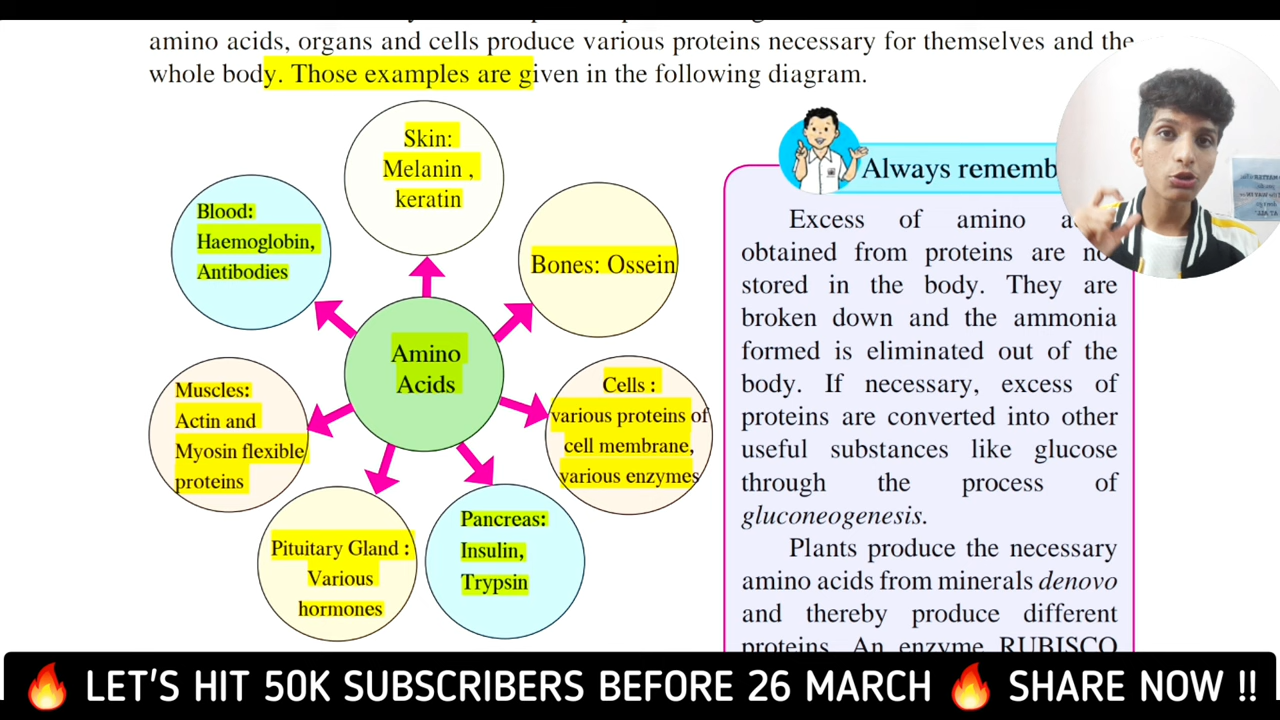 amino acids, organs and cells produce various proteins necessary for themselves and the
whole body. Those examples are given in the following diagram.
Skin:
Melanin ,
keratin
Blood:
Haemoglobin,
Antibodies
Bones: Ossein
Amino
Acids
Muscles:
Actin and
Myosin flexible
proteins
Cells :
various proteins of
cell membrane,
various enzymes
Pituitary Gland :
Various
hormones
Pancreas:
Insulin,
Trypsin
Always rememb
Excess of amino
obtained from proteins are
stored in the body. They are
broken down and the ammonia
formed is eliminated out of the
body. If necessary, excess of
proteins are converted into other
useful substances like glucose
through the process of
gluconeogenesis.
Plants produce the necessary
amino acids from minerals denovo
and thereby produce different
proteins. An enzyme RUBISCO
🔥 LET'S HIT 50K SUBSCRIBERS BEFORE 26 MARCH 🔥 SHARE NOW !!